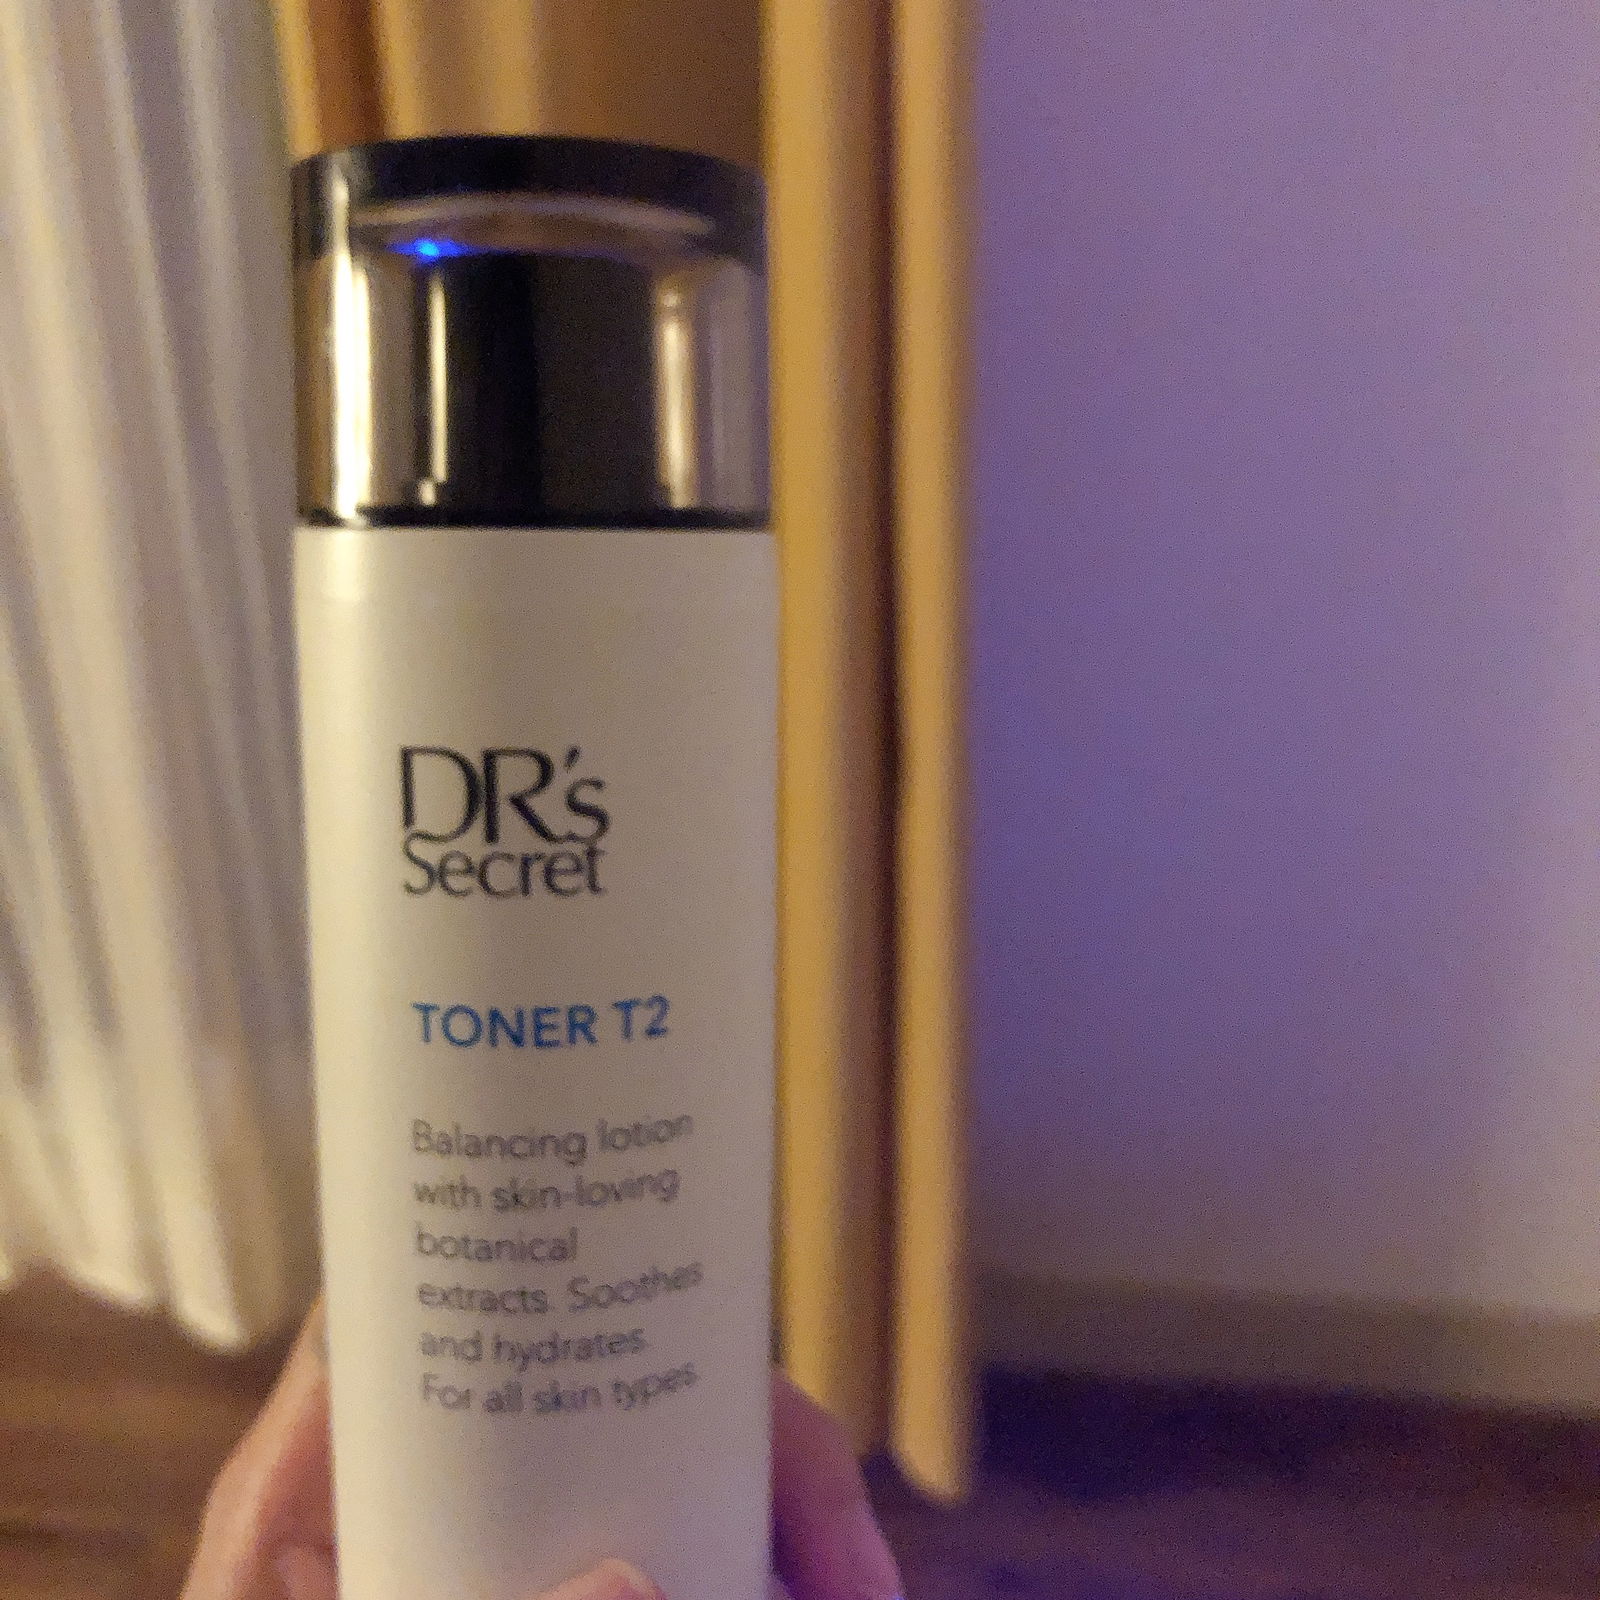 DR's
Secret
TONER T2
Balancing lotion
with skin-loving
botanical
extracts. Soothes
and hydrates.
For all skin types.